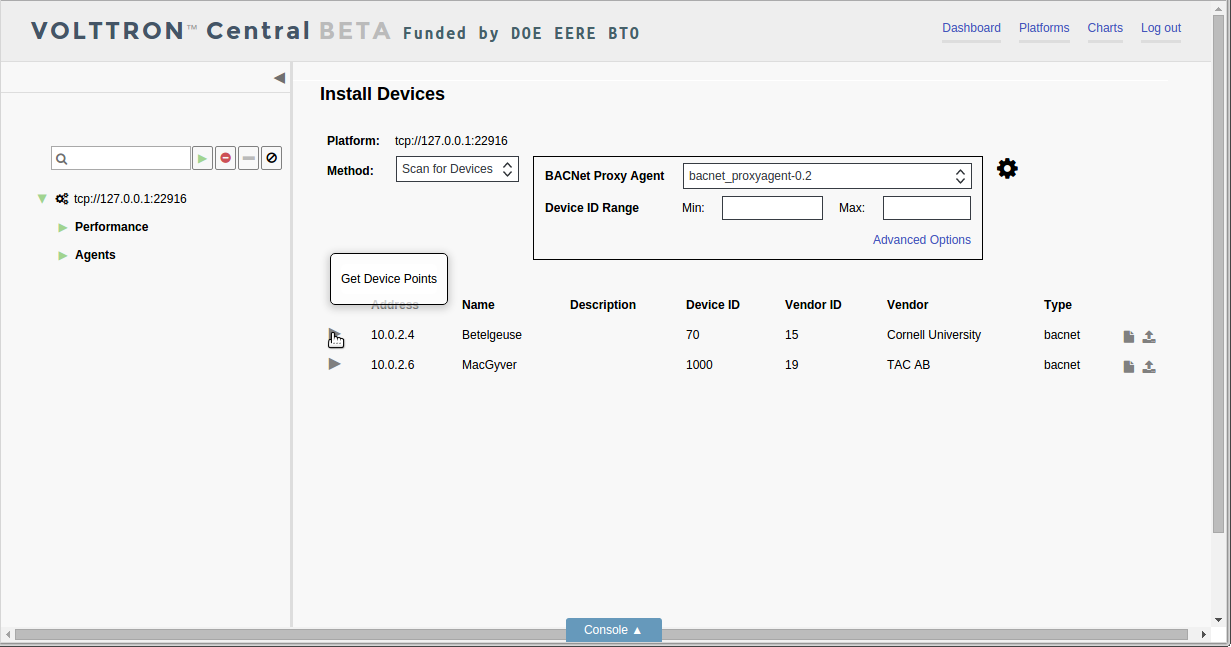 VOLTTRON™ Central BETA Funded by DOE EERE BTO
Dashboard Platforms Charts Log out
Install Devices
Platform: tcp://127.0.0.1:22916
Method: Scan for Devices
BACNet Proxy Agent bacnet_proxyagent-0.2
Device ID Range Min: Max:
Advanced Options
tcp://127.0.0.1:22916
Performance
Agents
Get Device Points
Address Name Description Device ID Vendor ID Vendor Type
10.0.2.4 Betelgeuse 70 15 Cornell University bacnet
10.0.2.6 MacGyver 1000 19 TAC AB bacnet
Console ▲